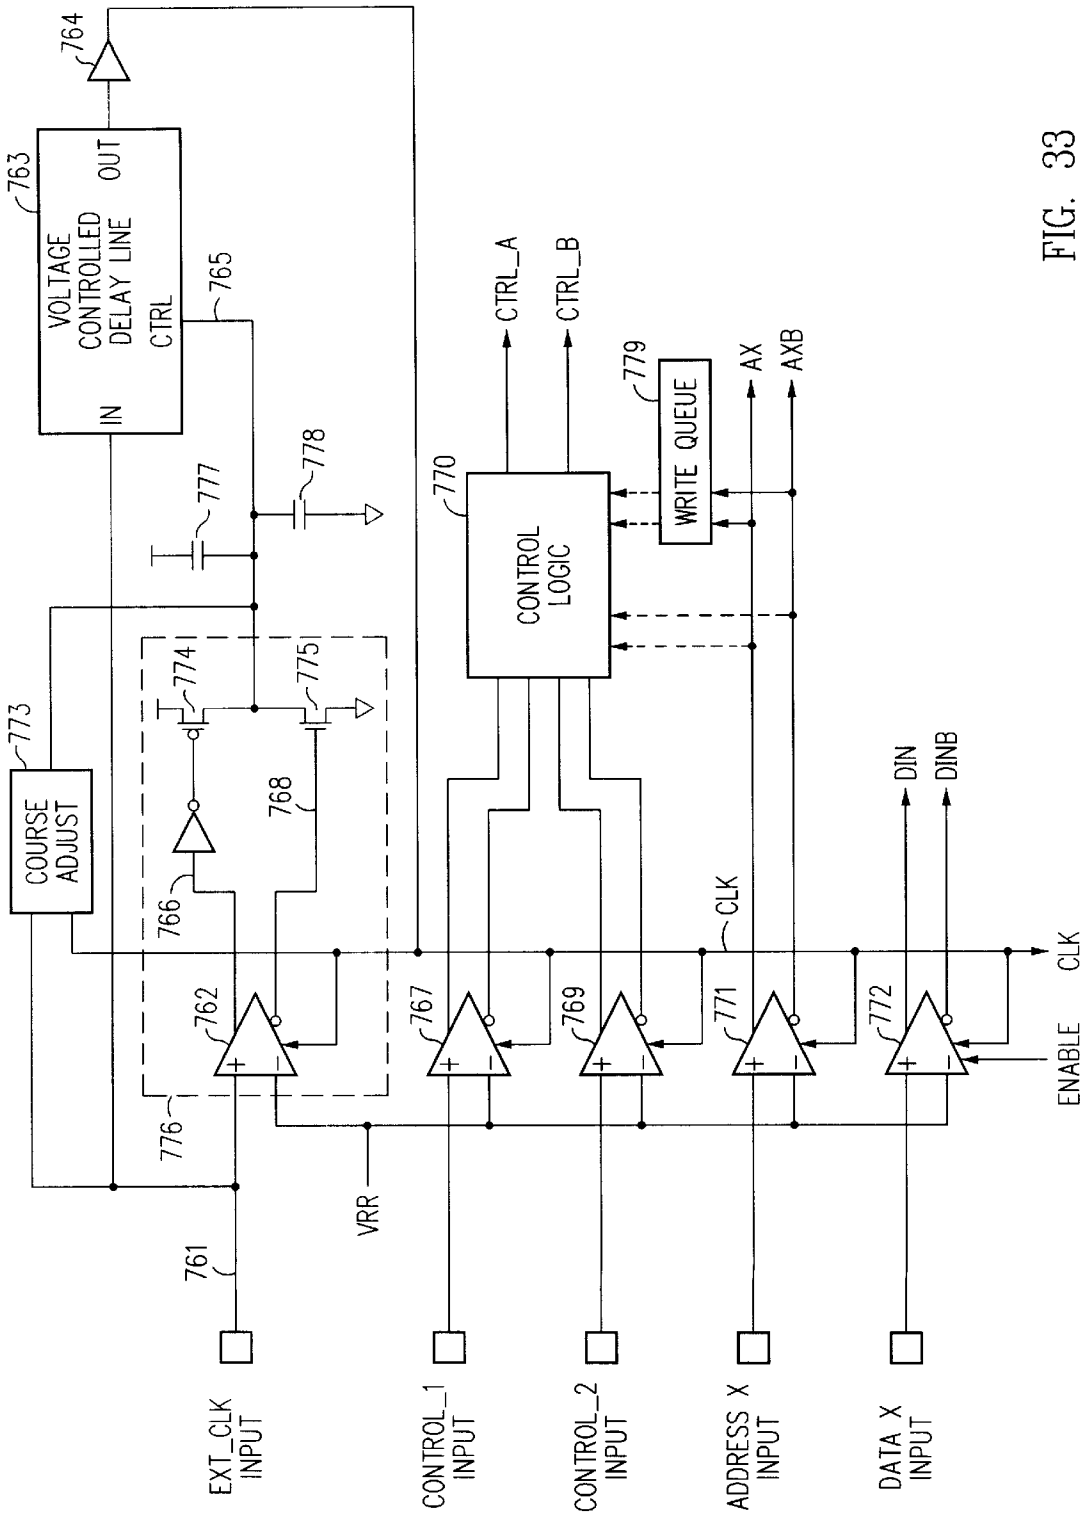 764
763
VOLTAGE
CONTROLLED
DELAY LINE
IN
OUT
CTRL
765
773
COURSE
ADJUST
777
778
774
775
766
768
762
776
761
EXT_CLK
INPUT
VRR
CTRL_A
CTRL_B
770
CONTROL
LOGIC
779
WRITE QUEUE
AX
AXB
767
CONTROL_1
INPUT
769
CONTROL_2
INPUT
CLK
771
ADDRESS X
INPUT
DIN
DINB
772
DATA X
INPUT
ENABLE
CLK
+
−
+
−
+
−
+
−
+
−
FIG. 33